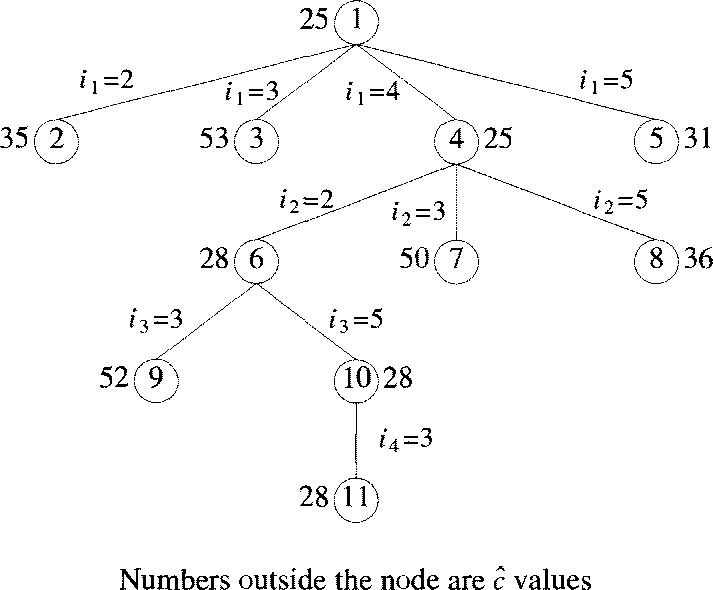 25 1
i₁=2 i₁=3 i₁=4 i₁=5
35 2 53 3 4 25 5 31
i₂=2 i₂=3 i₂=5
28 6 50 7 8 36
i₃=3 i₃=5
52 9 10 28
i₄=3
28 11
Numbers outside the node are ĉ values